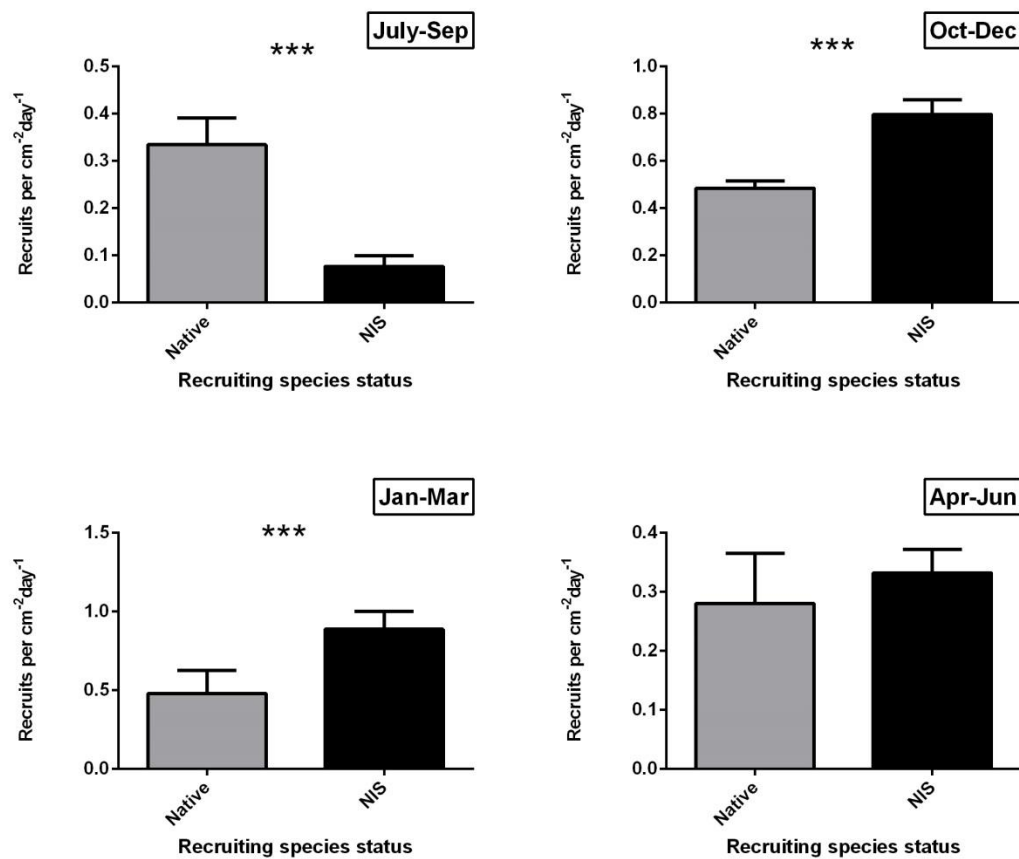 July-Sep
***
Recruits per cm⁻²day⁻¹
0.5
0.4
0.3
0.2
0.1
0.0
Native
NIS
Recruiting species status
Oct-Dec
***
Recruits per cm⁻²day⁻¹
1.0
0.8
0.6
0.4
0.2
0.0
Native
NIS
Recruiting species status
Jan-Mar
***
Recruits per cm⁻²day⁻¹
1.5
1.0
0.5
0.0
Native
NIS
Recruiting species status
Apr-Jun
Recruits per cm⁻²day⁻¹
0.4
0.3
0.2
0.1
0.0
Native
NIS
Recruiting species status